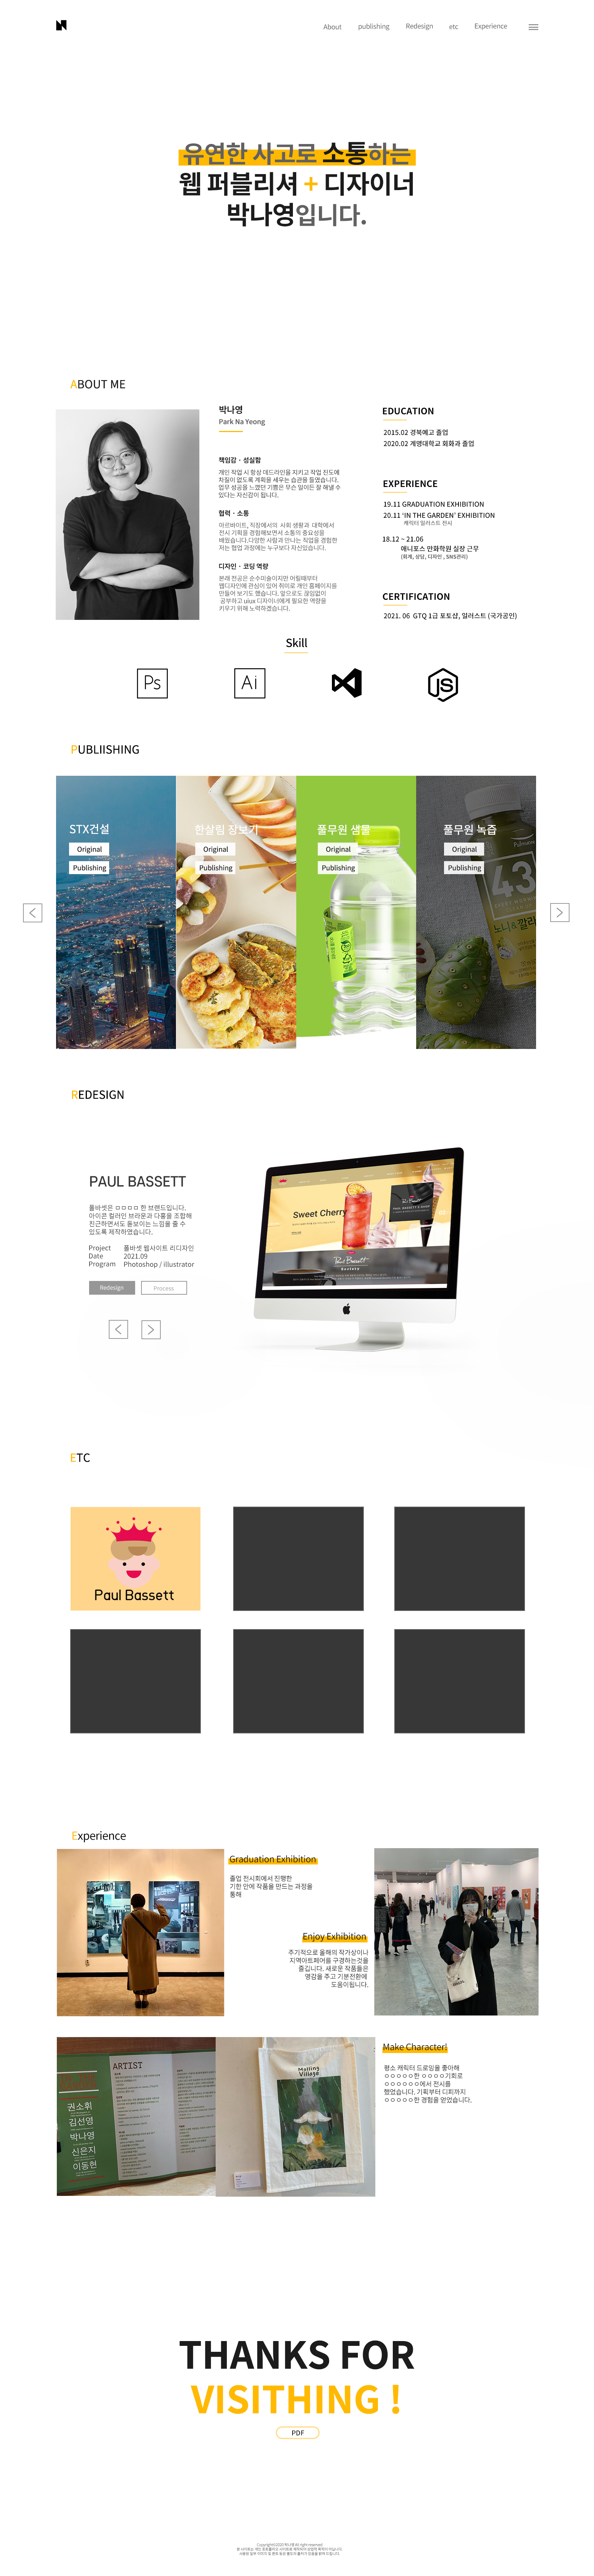 About publishing Redesign etc Experience
유연한 사고로 소통하는
웹 퍼블리셔 + 디자이너
박나영입니다.
ABOUT ME
박나영
Park Na Yeong
책임감 · 성실함
개인 작업 시 항상 데드라인을 지키고 작업 진도에
차질이 없도록 계획을 세우는 습관을 들였습니다.
업무 성공을 느꼈던 기쁨은 무슨 일이든 잘 해낼 수
있다는 자신감이 됩니다.
협력 · 소통
아르바이트, 직장에서의 사회 생활과 대학에서
전시 기획을 경험해보면서 소통의 중요성을
배웠습니다.다양한 사람과 만나는 직업을 경험한
저는 협업 과정에는 누구보다 자신있습니다.
디자인 · 코딩 역량
본래 전공은 순수미술이지만 어릴때부터
웹디자인에 관심이 있어 취미로 개인 홈페이지를
만들어 보기도 했습니다. 앞으로도 끊임없이
공부하고 uiux 디자이너에게 필요한 역량을
키우기 위해 노력하겠습니다.
EDUCATION
2015.02 경북예고 졸업
2020.02 계명대학교 회화과 졸업
EXPERIENCE
19.11 GRADUATION EXHIBITION
20.11 ‘IN THE GARDEN’ EXHIBITION
캐릭터 일러스트 전시
18.12 ~ 21.06
애니포스 만화학원 실장 근무
(회계, 상담, 디자인 , SNS관리)
CERTIFICATION
2021. 06 GTQ 1급 포토샵, 일러스트 (국가공인)
Skill
Ps
Ai
JS
PUBLIISHING
STX건설
Original
Publishing
한살림 장보기
Original
Publishing
풀무원 샘물
Original
Publishing
풀무원 녹즙
Original
Publishing
43
REDESIGN
PAUL BASSETT
폴바셋은 ㅁㅁㅁㅁ 한 브랜드입니다.
아이콘 컬러인 브라운과 다홍을 조합해
친근하면서도 돋보이는 느낌을 줄 수
있도록 제작하였습니다.
Project 폴바셋 웹사이트 리디자인
Date 2021.09
Program Photoshop / illustrator
Redesign
Process
Sweet Cherry
Paul Bassett
Society
ETC
Paul Bassett
Experience
Graduation Exhibition
졸업 전시회에서 진행한
기한 안에 작품을 만드는 과정을
통해
Enjoy Exhibition
주기적으로 올해의 작가상이나
지역아트페어를 구경하는것을
즐깁니다. 새로운 작품들은
영감을 주고 기분전환에
도움이됩니다.
ARTIST
권소희
김선영
박나영
신은지
이동현
Melting
Village
Make Character!
평소 캐릭터 드로잉을 좋아해
ㅇㅇㅇㅇㅇ한 ㅇㅇㅇㅇ기회로
ㅇㅇㅇㅇㅇㅇ에서 전시를
했었습니다. 기획부터 디피까지
ㅇㅇㅇㅇㅇ한 경험을 얻었습니다.
THANKS FOR
VISITHING !
PDF